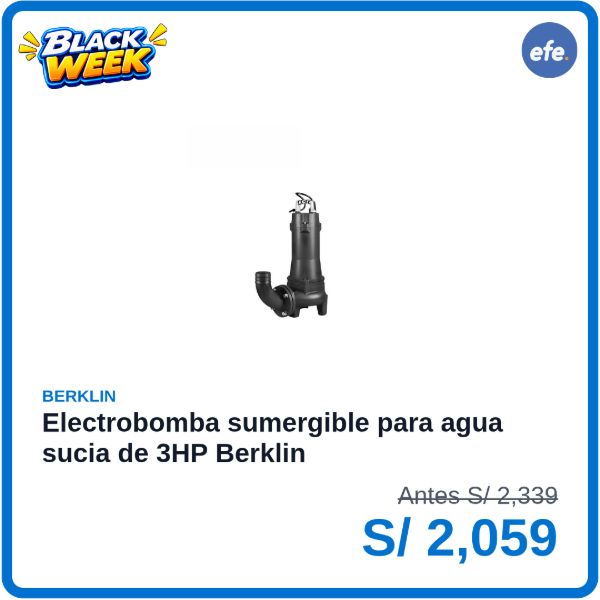 BLACK
WEEK
efe.
BERKLIN
Electrobomba sumergible para agua
sucia de 3HP Berklin
Antes S/ 2,339
S/ 2,059